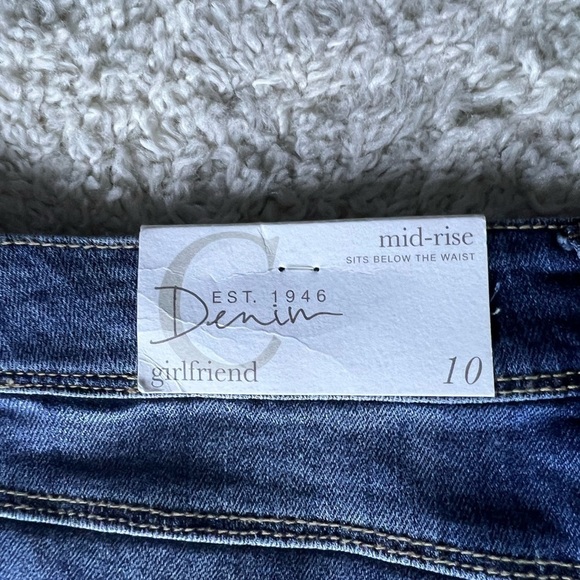 C
mid-rise
SITS BELOW THE WAIST
EST. 1946
Denim
girlfriend
10